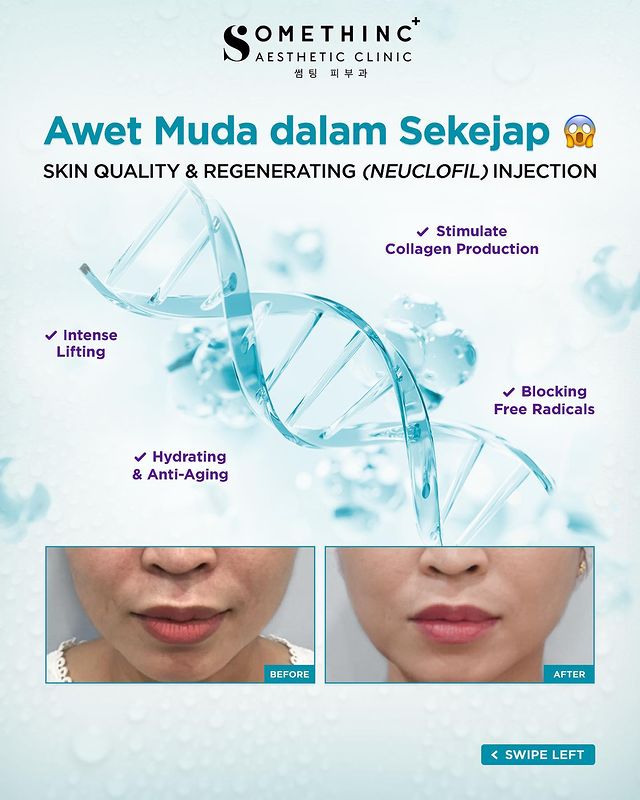 SOMETHINC+
AESTHETIC CLINIC
썸팅 피부과
Awet Muda dalam Sekejap 😱
SKIN QUALITY & REGENERATING (NEUCLOFIL) INJECTION
✓ Stimulate
Collagen Production
✓ Intense
Lifting
✓ Blocking
Free Radicals
✓ Hydrating
& Anti-Aging
BEFORE
AFTER
< SWIPE LEFT